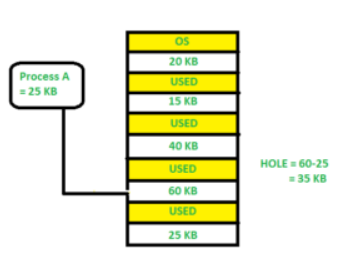 Process A
= 25 KB
OS
20 KB
USED
15 KB
USED
40 KB
USED
60 KB
USED
25 KB
HOLE = 60-25
= 35 KB